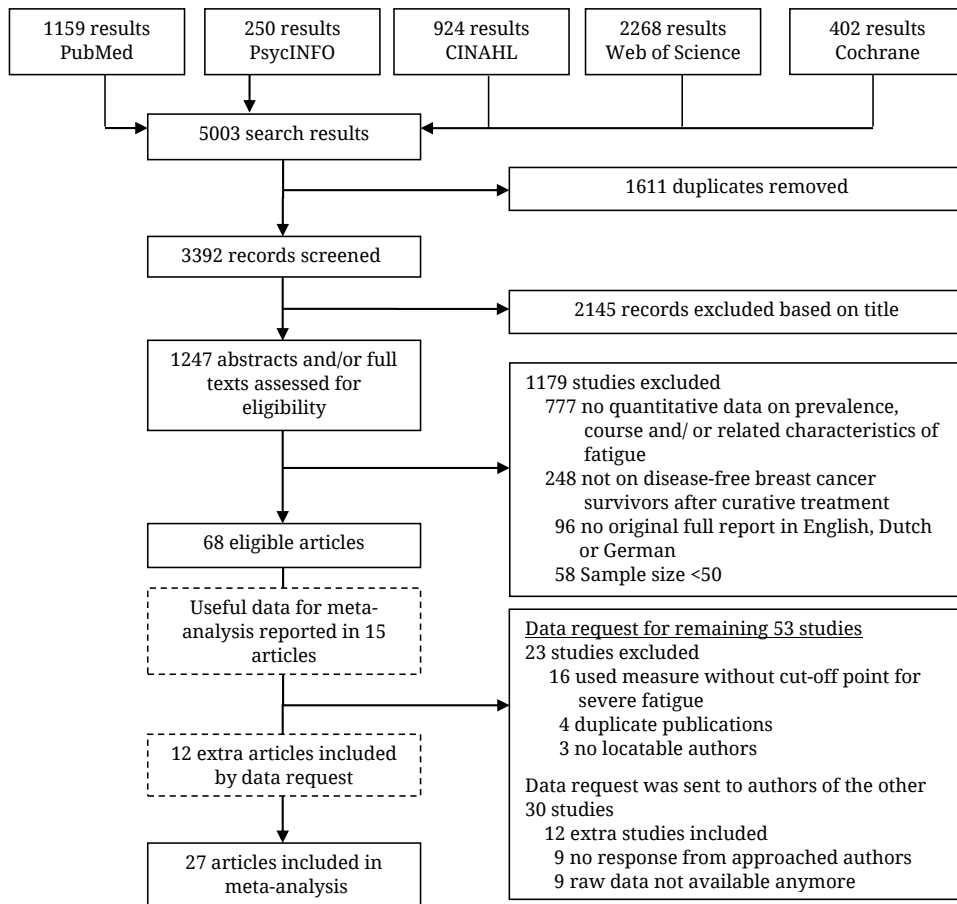 1159 results
PubMed
250 results
PsycINFO
924 results
CINAHL
2268 results
Web of Science
402 results
Cochrane
5003 search results
1611 duplicates removed
3392 records screened
2145 records excluded based on title
1247 abstracts and/or full
texts assessed for
eligibility
1179 studies excluded
777 no quantitative data on prevalence,
course and/ or related characteristics of
fatigue
248 not on disease-free breast cancer
survivors after curative treatment
96 no original full report in English, Dutch
or German
58 Sample size <50
68 eligible articles
Useful data for meta-
analysis reported in 15
articles
Data request for remaining 53 studies
23 studies excluded
16 used measure without cut-off point for
severe fatigue
4 duplicate publications
3 no locatable authors
Data request was sent to authors of the other
30 studies
12 extra studies included
9 no response from approached authors
9 raw data not available anymore
12 extra articles included
by data request
27 articles included in
meta-analysis